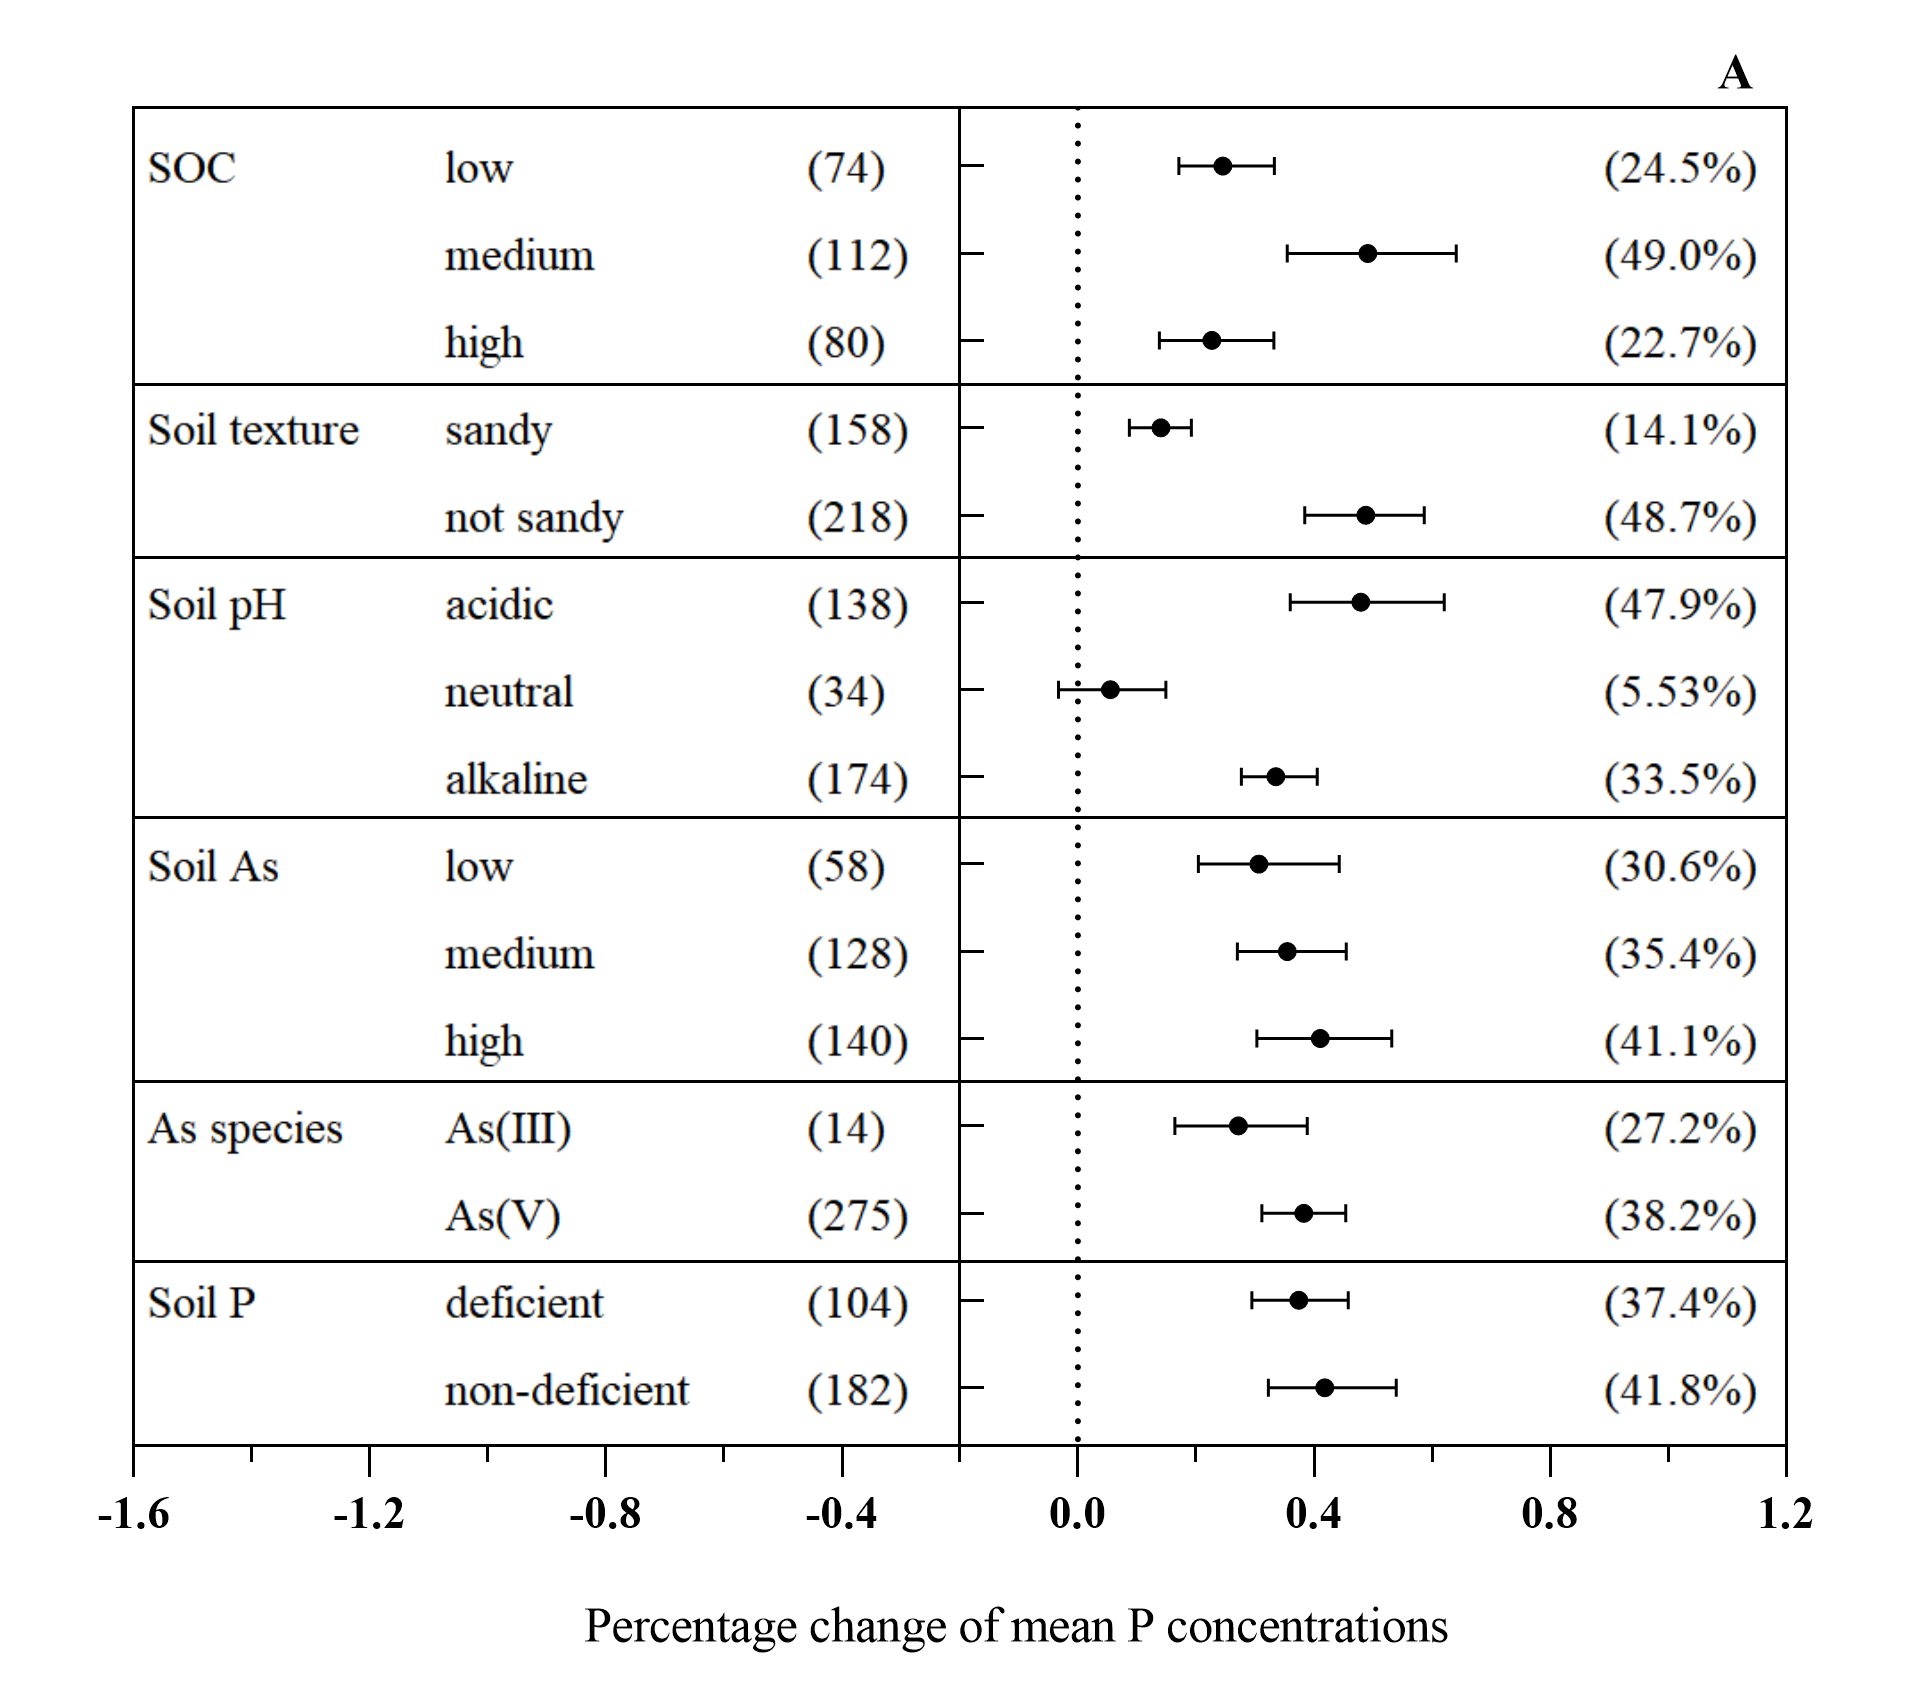 A
SOC low (74) (24.5%)
medium (112) (49.0%)
high (80) (22.7%)
Soil texture sandy (158) (14.1%)
not sandy (218) (48.7%)
Soil pH acidic (138) (47.9%)
neutral (34) (5.53%)
alkaline (174) (33.5%)
Soil As low (58) (30.6%)
medium (128) (35.4%)
high (140) (41.1%)
As species As(III) (14) (27.2%)
As(V) (275) (38.2%)
Soil P deficient (104) (37.4%)
non-deficient (182) (41.8%)
-1.6 -1.2 -0.8 -0.4 0.0 0.4 0.8 1.2
Percentage change of mean P concentrations